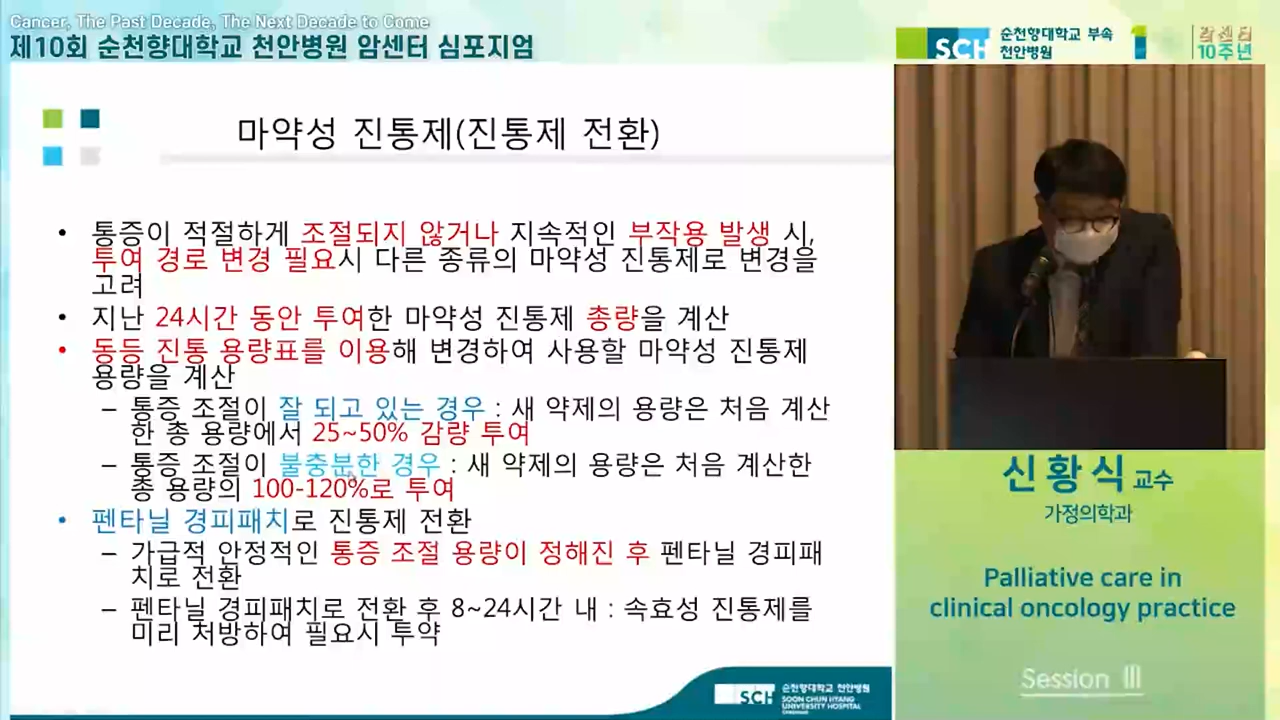 Cancer, The Past Decade, The Next Decade to Come
제10회 순천향대학교 천안병원 암센터 심포지엄
SCH 순천향대학교 부속
천안병원
암센터
10주년
마약성 진통제(진통제 전환)
• 통증이 적절하게 조절되지 않거나 지속적인 부작용 발생 시,
투여 경로 변경 필요시 다른 종류의 마약성 진통제로 변경을
고려
• 지난 24시간 동안 투여한 마약성 진통제 총량을 계산
• 동등 진통 용량표를 이용해 변경하여 사용할 마약성 진통제
용량을 계산
– 통증 조절이 잘 되고 있는 경우 : 새 약제의 용량은 처음 계산
한 총 용량에서 25~50% 감량 투여
– 통증 조절이 불충분한 경우 : 새 약제의 용량은 처음 계산한
총 용량의 100-120%로 투여
• 펜타닐 경피패치로 진통제 전환
– 가급적 안정적인 통증 조절 용량이 정해진 후 펜타닐 경피패
치로 전환
– 펜타닐 경피패치로 전환 후 8~24시간 내 : 속효성 진통제를
미리 처방하여 필요시 투약
SCH 순천향대학교 천안병원
SOON CHUN HYANG
UNIVERSITY HOSPITAL
신황식 교수
가정의학과
Palliative care in
clinical oncology practice
Session III